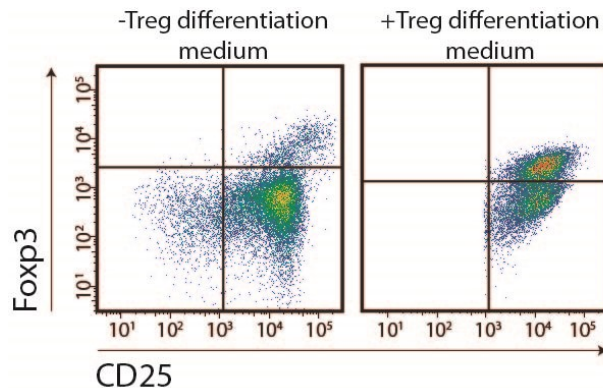 -Treg differentiation
medium
+Treg differentiation
medium
Foxp3
10⁵
10⁴
10³
10²
10¹
10¹ 10² 10³ 10⁴ 10⁵
10¹ 10² 10³ 10⁴ 10⁵
CD25